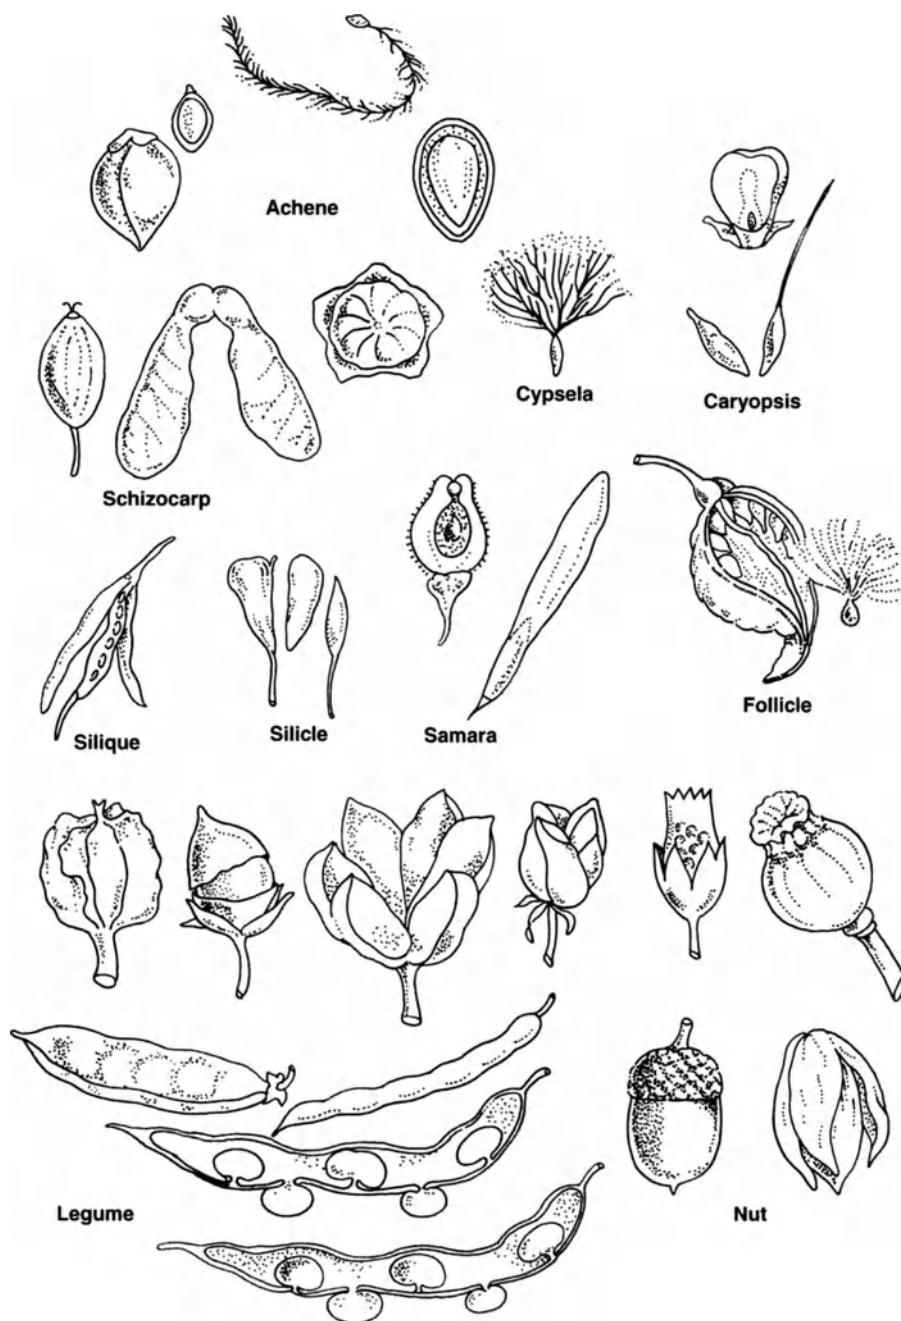 Achene
Cypsela
Caryopsis
Schizocarp
Silique
Silicle
Samara
Follicle
Legume
Nut